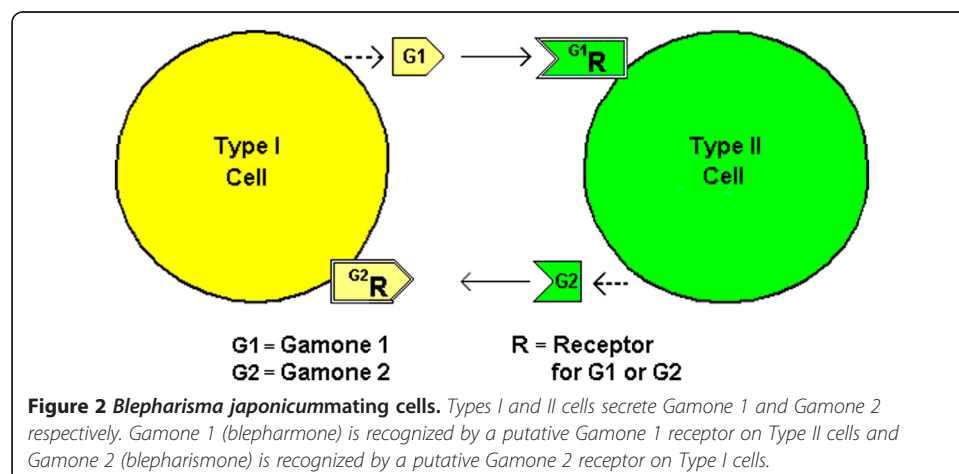 G1
G1R
Type I
Cell
Type II
Cell
G2R
G2
G1 = Gamone 1
G2 = Gamone 2
R = Receptor
for G1 or G2
Figure 2 Blepharisma japonicummating cells. Types I and II cells secrete Gamone 1 and Gamone 2
respectively. Gamone 1 (blepharmone) is recognized by a putative Gamone 1 receptor on Type II cells and
Gamone 2 (blepharismone) is recognized by a putative Gamone 2 receptor on Type I cells.